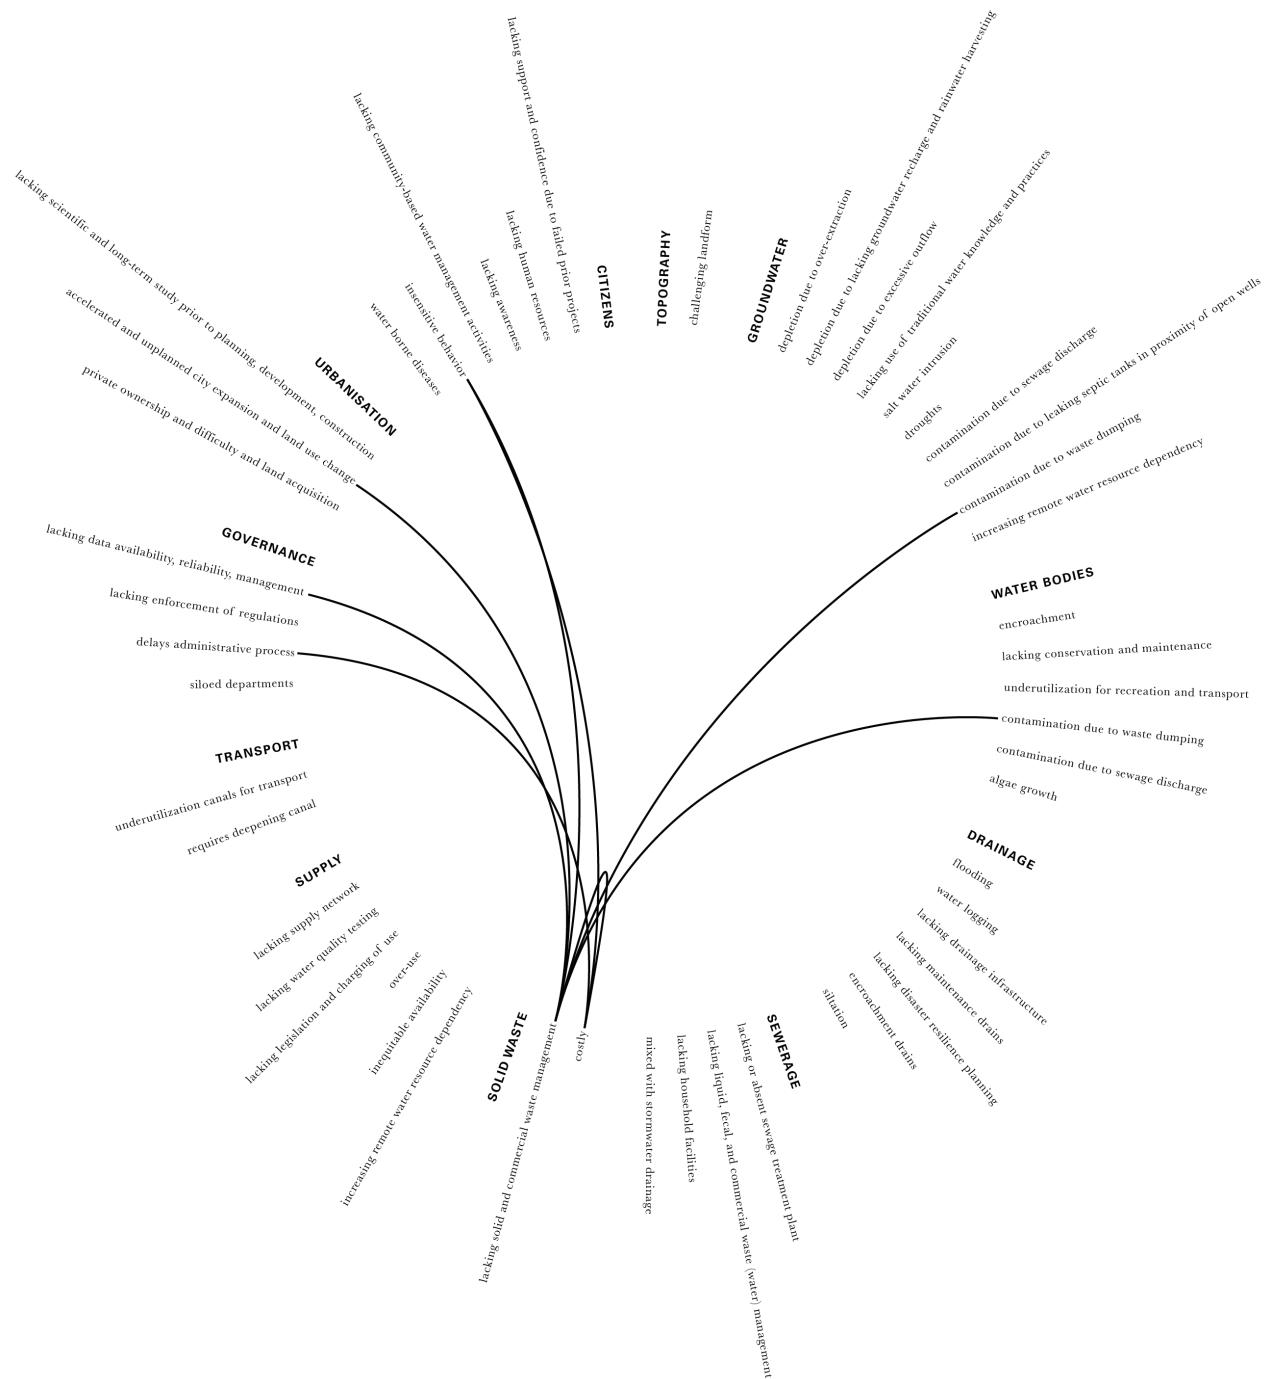 TOPOGRAPHY
challenging landform
GROUNDWATER
depletion due to over-extraction
depletion due to lacking groundwater recharge and rainwater harvesting
depletion due to excessive outflow
lacking use of traditional water knowledge and practices
salt water intrusion
droughts
contamination due to sewage discharge
contamination due to leaking septic tanks in proximity of open wells
contamination due to waste dumping
increasing remote water resource dependency
WATER BODIES
encroachment
lacking conservation and maintenance
underutilization for recreation and transport
contamination due to waste dumping
contamination due to sewage discharge
algae growth
DRAINAGE
flooding
water logging
lacking drainage infrastructure
lacking maintenance drains
lacking disaster resilience planning
encroachment drains
siltation
SEWERAGE
lacking or absent sewage treatment plant
lacking liquid, fecal, and commercial waste (water) management
lacking household facilities
mixed with stormwater drainage
costly
lacking solid and commercial waste management
SOLID WASTE
increasing remote water resource dependency
inequitable availability
over-use
lacking legislation and charging of use
lacking water quality testing
lacking supply network
SUPPLY
requires deepening canal
underutilization canals for transport
TRANSPORT
siloed departments
delays administrative process
lacking enforcement of regulations
lacking data availability, reliability, management
GOVERNANCE
private ownership and difficulty and land acquisition
accelerated and unplanned city expansion and land use change
lacking scientific and long-term study prior to planning, development, construction
URBANISATION
water borne diseases
insensitive behavior
lacking community-based water management activities
lacking awareness
lacking human resources
lacking support and confidence due to failed prior projects
CITIZENS